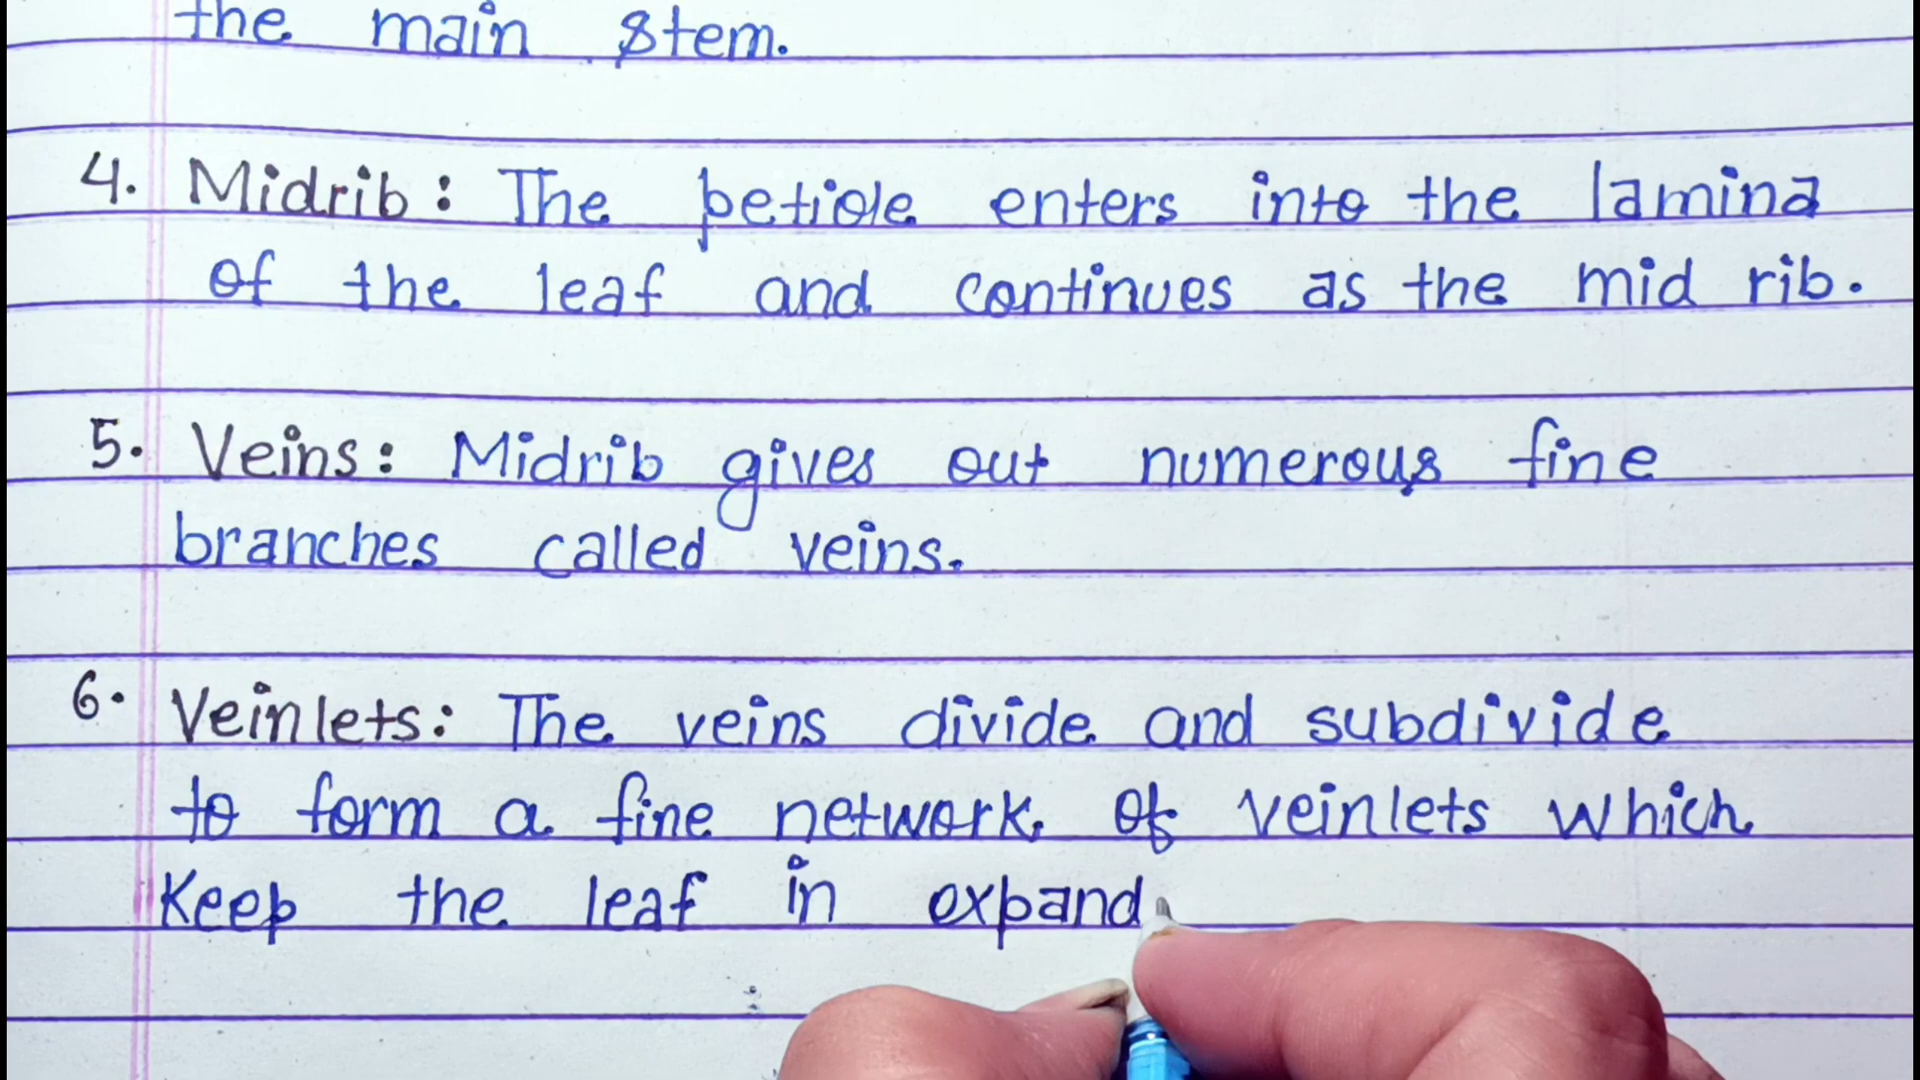 the main stem.
4. Midrib: The petiole enters into the lamina
of the leaf and continues as the mid rib.
5. Veins: Midrib gives out numerous fine
branches called veins.
6. Veinlets: The veins divide and subdivide
to form a fine network of veinlets which
Keep the leaf in expand